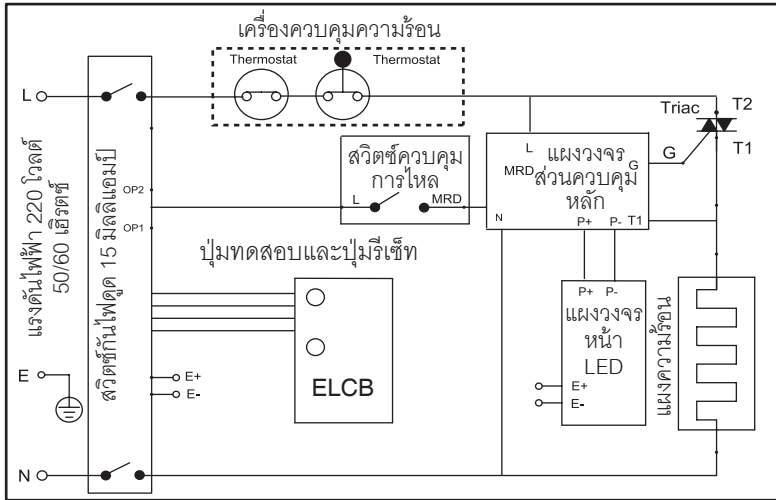 เครื่องควบคุมความร้อน
Thermostat
Thermostat
L
แรงดันไฟฟ้า 220 โวลต์
50/60 เฮิรตซ์
E
N
สวิตซ์กันไฟดูด 15 มิลลิแอมป์
OP2
OP1
E+
E-
สวิตซ์ควบคุม
การไหล
L
MRD
ปุ่มทดสอบและปุ่มรีเซ็ท
ELCB
L
MRD
G
แผงวงจร
ส่วนควบคุม
หลัก
N
P+
P-
T1
G
Triac
T2
T1
P+
P-
แผงวงจร
หน้า
LED
E+
E-
แผงความร้อน